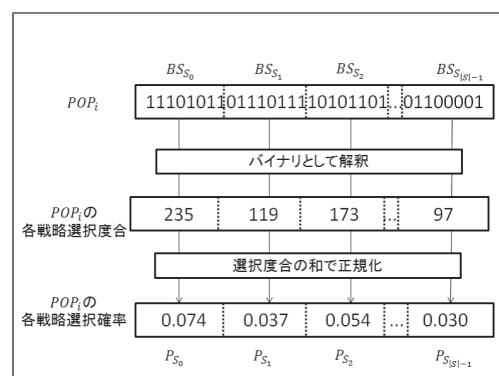 BS_{S_0} BS_{S_1} BS_{S_2} BS_{S_{|S|-1}}
POP_i 11101011 01110111 10101101 ... 01100001
バイナリとして解釈
POP_iの
各戦略選択度合 235 119 173 .. 97
選択度合の和で正規化
POP_iの
各戦略選択確率 0.074 0.037 0.054 ... 0.030
P_{S_0} P_{S_1} P_{S_2} P_{S_{|S|-1}}